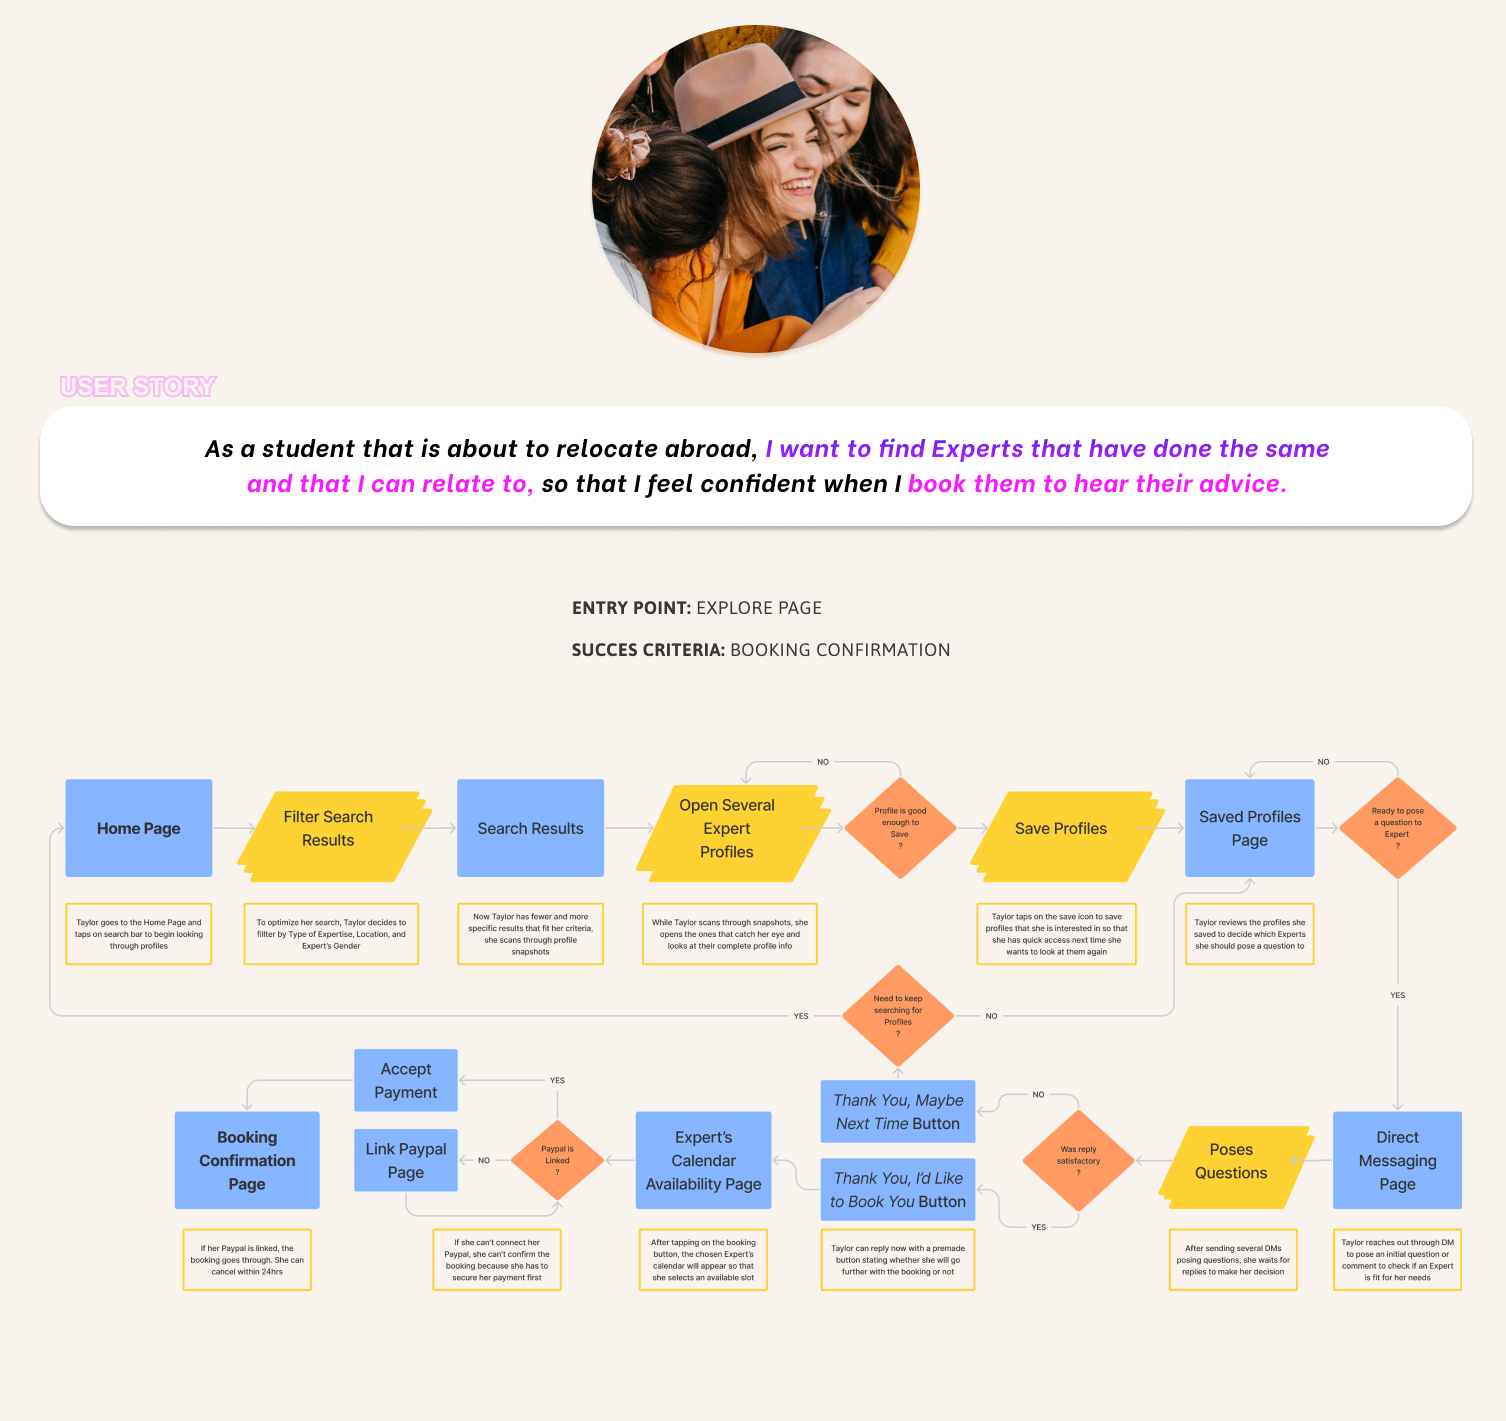 USER STORY
As a student that is about to relocate abroad, I want to find Experts that have done the same
and that I can relate to, so that I feel confident when I book them to hear their advice.
ENTRY POINT: EXPLORE PAGE
SUCCES CRITERIA: BOOKING CONFIRMATION
NO
NO
Home Page
Filter Search
Results
Search Results
Open Several
Expert
Profiles
Profile is good
enough to
Save
?
Save Profiles
Saved Profiles
Page
Ready to pose
a question to
Expert
?
Taylor goes to the Home Page and
taps on search bar to begin looking
through profiles
To optimize her search, Taylor decides to
fillter by Type of Expertise, Location, and
Expert's Gender
Now Taylor has fewer and more
specific results that fit her criteria,
she scans through profile
snapshots
While Taylor scans through snapshots, she
opens the ones that catch her eye and
looks at their complete profile info
Taylor taps on the save icon to save
profiles that she is interested in so that
she has quick access next time she
wants to look at them again
Taylor reviews the profiles she
saved to decide which Experts
she should pose a question to
YES
Need to keep
searching for
Profiles
?
YES
NO
Accept
Payment
YES
Booking
Confirmation
Page
Link Paypal
Page
NO
Paypal is
Linked
?
Expert's
Calendar
Availability Page
Thank You, Maybe
Next Time Button
Thank You, I'd Like
to Book You Button
NO
Was reply
satisfactory
?
YES
Poses
Questions
Direct
Messaging
Page
If her Paypal is linked, the
booking goes through. She can
cancel within 24hrs
If she can't connect her
Paypal, she can't confirm the
booking because she has to
secure her payment first
After tapping on the booking
button, the chosen Expert's
calendar will appear so that
she selects an available slot
Taylor can reply now with a premade
button stating whether she will go
further with the booking or not
After sending several DMs
posing questions, she waits for
replies to make her decision
Taylor reaches out through DM
to pose an initial question or
comment to check if an Expert
is fit for her needs